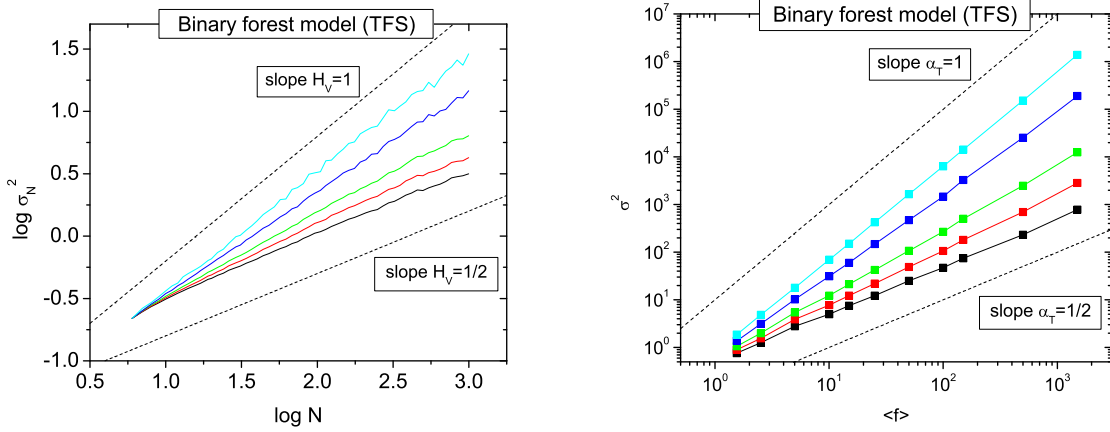 Binary forest model (TFS)
slope H_V=1
slope H_V=1/2
log σ_N^2
1.5
1.0
0.5
0.0
-0.5
-1.0
0.5 1.0 1.5 2.0 2.5 3.0
log N
Binary forest model (TFS)
slope α_T=1
slope α_T=1/2
σ^2
10^7
10^6
10^5
10^4
10^3
10^2
10^1
10^0
10^0 10^1 10^2 10^3
<f>